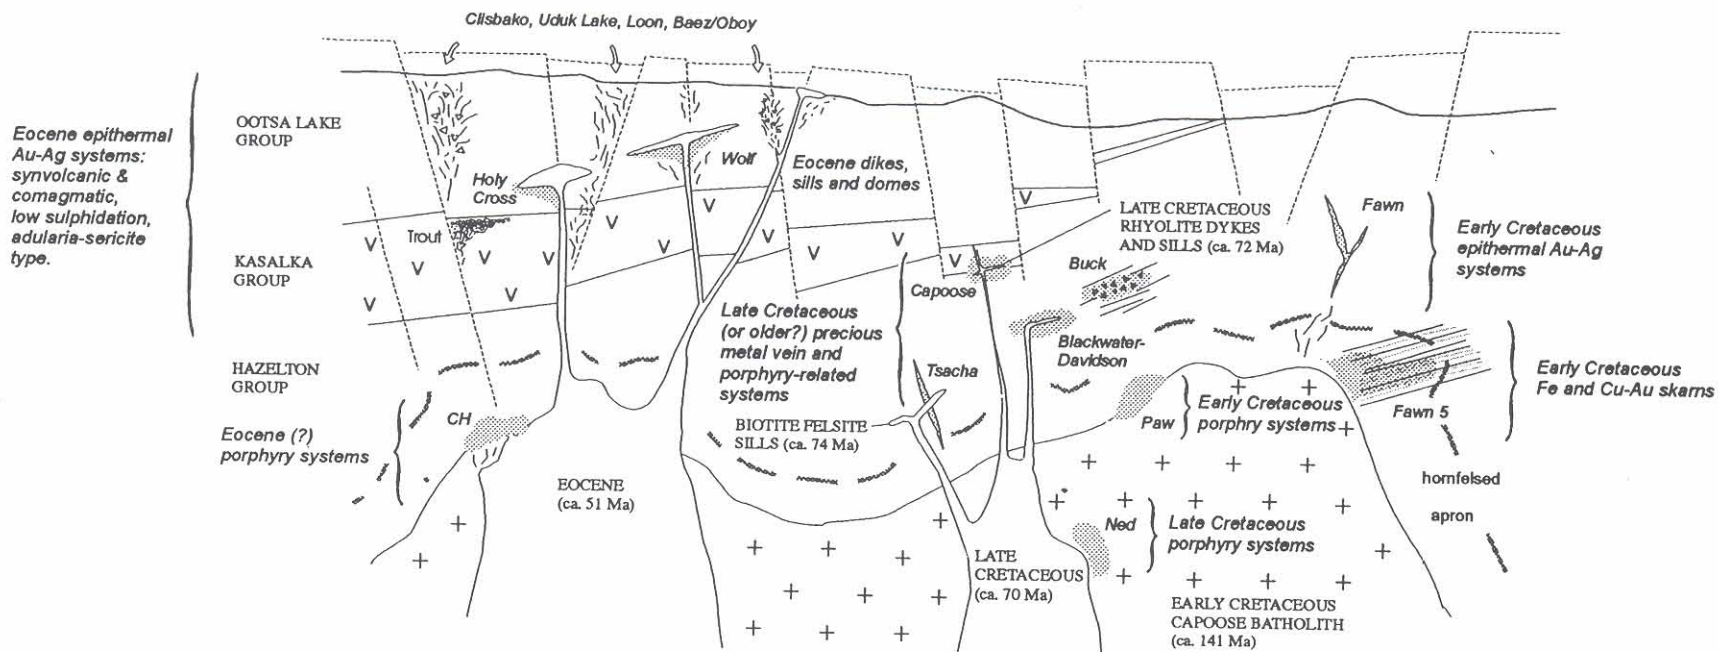 Clisbako, Uduk Lake, Loon, Baez/Oboy
Eocene epithermal
Au-Ag systems:
synvolcanic &
comagmatic,
low sulphidation,
adularia-sericite
type.
OOTSA LAKE
GROUP
KASALKA
GROUP
HAZELTON
GROUP
Holy
Cross
Trout
Wolf
Eocene dikes,
sills and domes
LATE CRETACEOUS
RHYOLITE DYKES
AND SILLS (ca. 72 Ma)
Fawn
Early Cretaceous
epithermal Au-Ag
systems
Capoose
Buck
Late Cretaceous
(or older?) precious
metal vein and
porphyry-related
systems
Blackwater-
Davidson
Tsacha
Early Cretaceous
Fe and Cu-Au skarns
Eocene (?)
porphyry systems
CH
BIOTITE FELSITE
SILLS (ca. 74 Ma)
Paw
Early Cretaceous
porphry systems
Fawn 5
hornfelsed
apron
EOCENE
(ca. 51 Ma)
Ned
Late Cretaceous
porphyry systems
LATE
CRETACEOUS
(ca. 70 Ma)
EARLY CRETACEOUS
CAPOOSE BATHOLITH
(ca. 141 Ma)